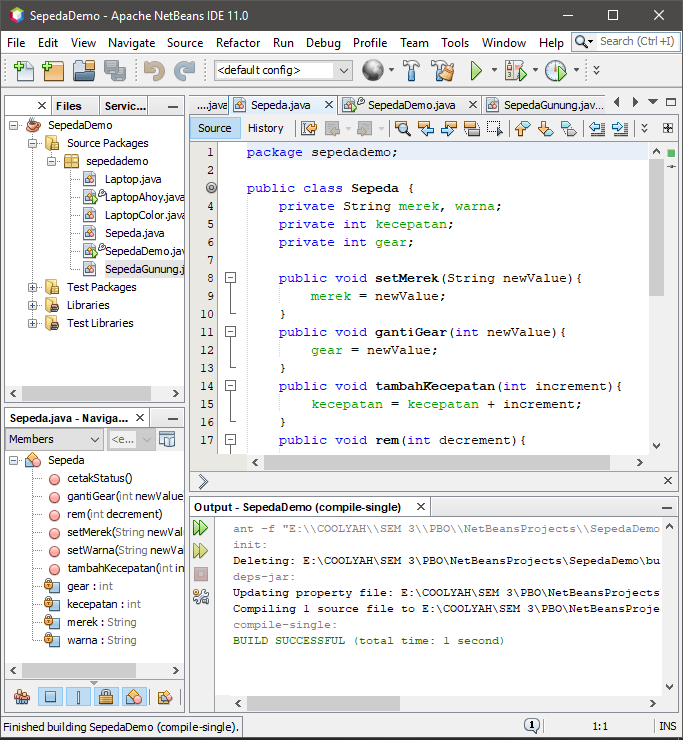 SepedaDemo - Apache NetBeans IDE 11.0
File Edit View Navigate Source Refactor Run Debug Profile Team Tools Window Help Search (Ctrl+I)
<default config>
Files Servic...
SepedaDemo
Source Packages
sepedademo
Laptop.java
LaptopAhoy.java
LaptopColor.java
Sepeda.java
SepedaDemo.java
SepedaGunung.j
Test Packages
Libraries
Test Libraries
...java Sepeda.java SepedaDemo.java SepedaGunung.jav...
Source History
1 package sepedademo;
2
public class Sepeda {
4 private String merek, warna;
5 private int kecepatan;
6 private int gear;
7
8 public void setMerek(String newValue){
9 merek = newValue;
10 }
11 public void gantiGear(int newValue){
12 gear = newValue;
13 }
14 public void tambahKecepatan(int increment){
15 kecepatan = kecepatan + increment;
16 }
17 public void rem(int decrement){
Sepeda.java - Naviga...
Members <e...
Sepeda
cetakStatus()
gantiGear(int newValue
rem(int decrement)
setMerek(String newValu
setWarna(String newValu
tambahKecepatan(int in
gear : int
kecepatan : int
merek : String
warna : String
Output - SepedaDemo (compile-single)
ant -f "E:\\COOLYAH\\SEM 3\\PBO\\NetBeansProjects\\SepedaDemo
init:
Deleting: E:\COOLYAH\SEM 3\PBO\NetBeansProjects\SepedaDemo\bu
deps-jar:
Updating property file: E:\COOLYAH\SEM 3\PBO\NetBeansProjects
Compiling 1 source file to E:\COOLYAH\SEM 3\PBO\NetBeansProje
compile-single:
BUILD SUCCESSFUL (total time: 1 second)
Finished building SepedaDemo (compile-single). 1 1:1 INS